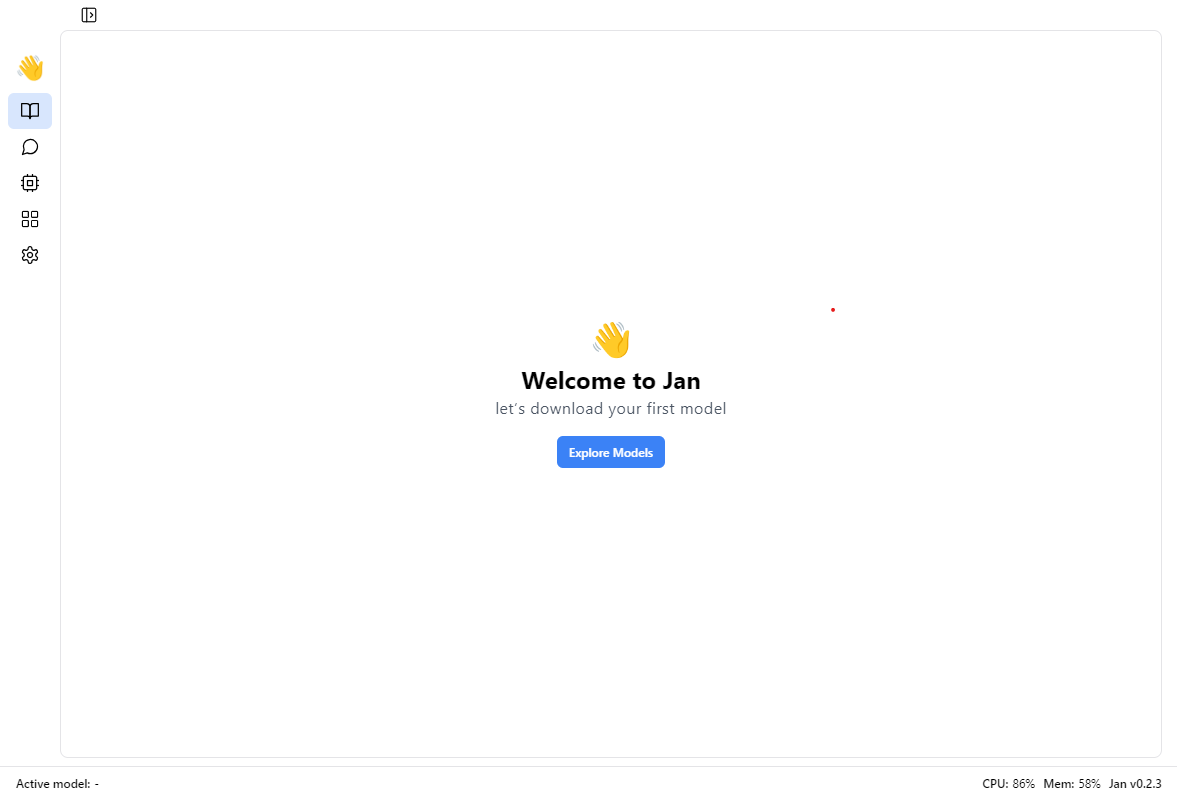 Welcome to Jan
let's download your first model
Explore Models
Active model: -
CPU: 86% Mem: 58% Jan v0.2.3